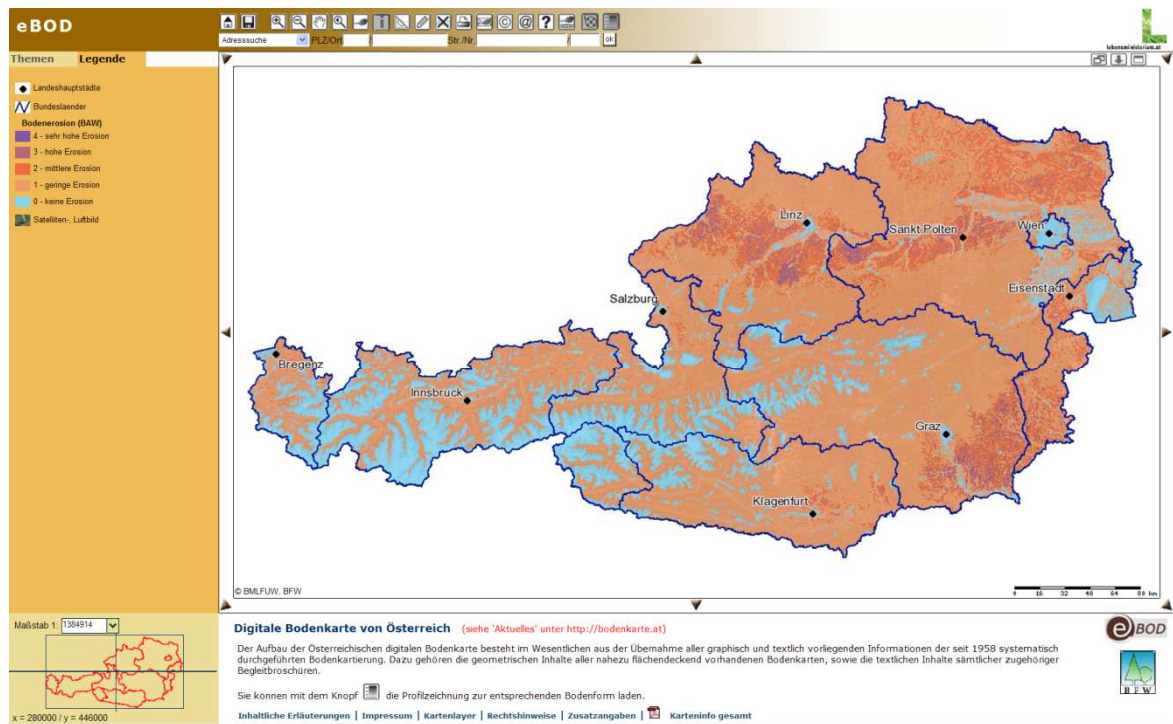 eBOD
Adresssuche PLZ/Ort / Str./Nr. / ok
lebensministerium.at
Themen Legende
Landeshauptstädte
Bundeslaender
Bodenerosion (BAW)
4 - sehr hohe Erosion
3 - hohe Erosion
2 - mittlere Erosion
1 - geringe Erosion
0 - keine Erosion
Satelliten-, Luftbild
Linz
Sankt Pölten
Wien
Eisenstadt
Salzburg
Bregenz
Innsbruck
Graz
Klagenfurt
© BMLFUW, BFW
0 16 32 48 64 80 km
Maßstab 1: 1384914
x = 280000 / y = 446000
Digitale Bodenkarte von Österreich (siehe 'Aktuelles' unter http://bodenkarte.at)
Der Aufbau der Österreichischen digitalen Bodenkarte besteht im Wesentlichen aus der Übernahme aller graphisch und textlich vorliegenden Informationen der seit 1958 systematisch
durchgeführten Bodenkartierung. Dazu gehören die geometrischen Inhalte aller nahezu flächendeckend vorhandenen Bodenkarten, sowie die textlichen Inhalte sämtlicher zugehöriger
Begleitbroschüren.
Sie können mit dem Knopf die Profilzeichnung zur entsprechenden Bodenform laden.
Inhaltliche Erläuterungen | Impressum | Kartenlayer | Rechtshinweise | Zusatzangaben | Karteninfo gesamt
eBOD
BFW